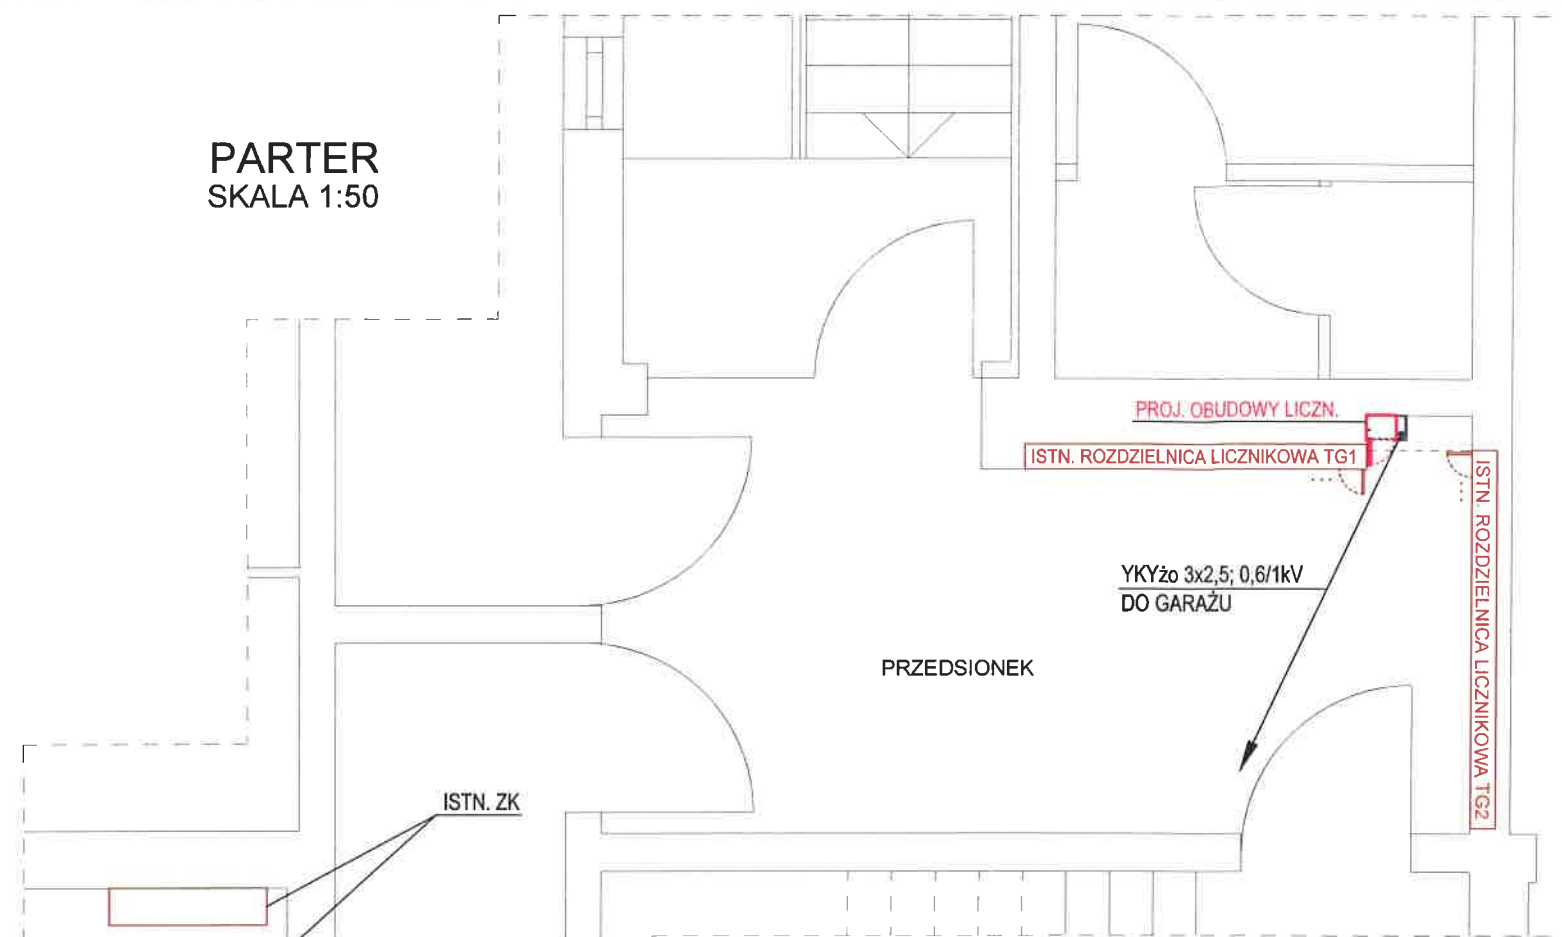 PARTER
SKALA 1:50
PROJ. OBUDOWY LICZN.
ISTN. ROZDZIELNICA LICZNIKOWA TG1
ISTN. ROZDZIELNICA LICZNIKOWA TG2
YKYżo 3x2,5; 0,6/1kV
DO GARAŻU
PRZEDSIONEK
ISTN. ZK